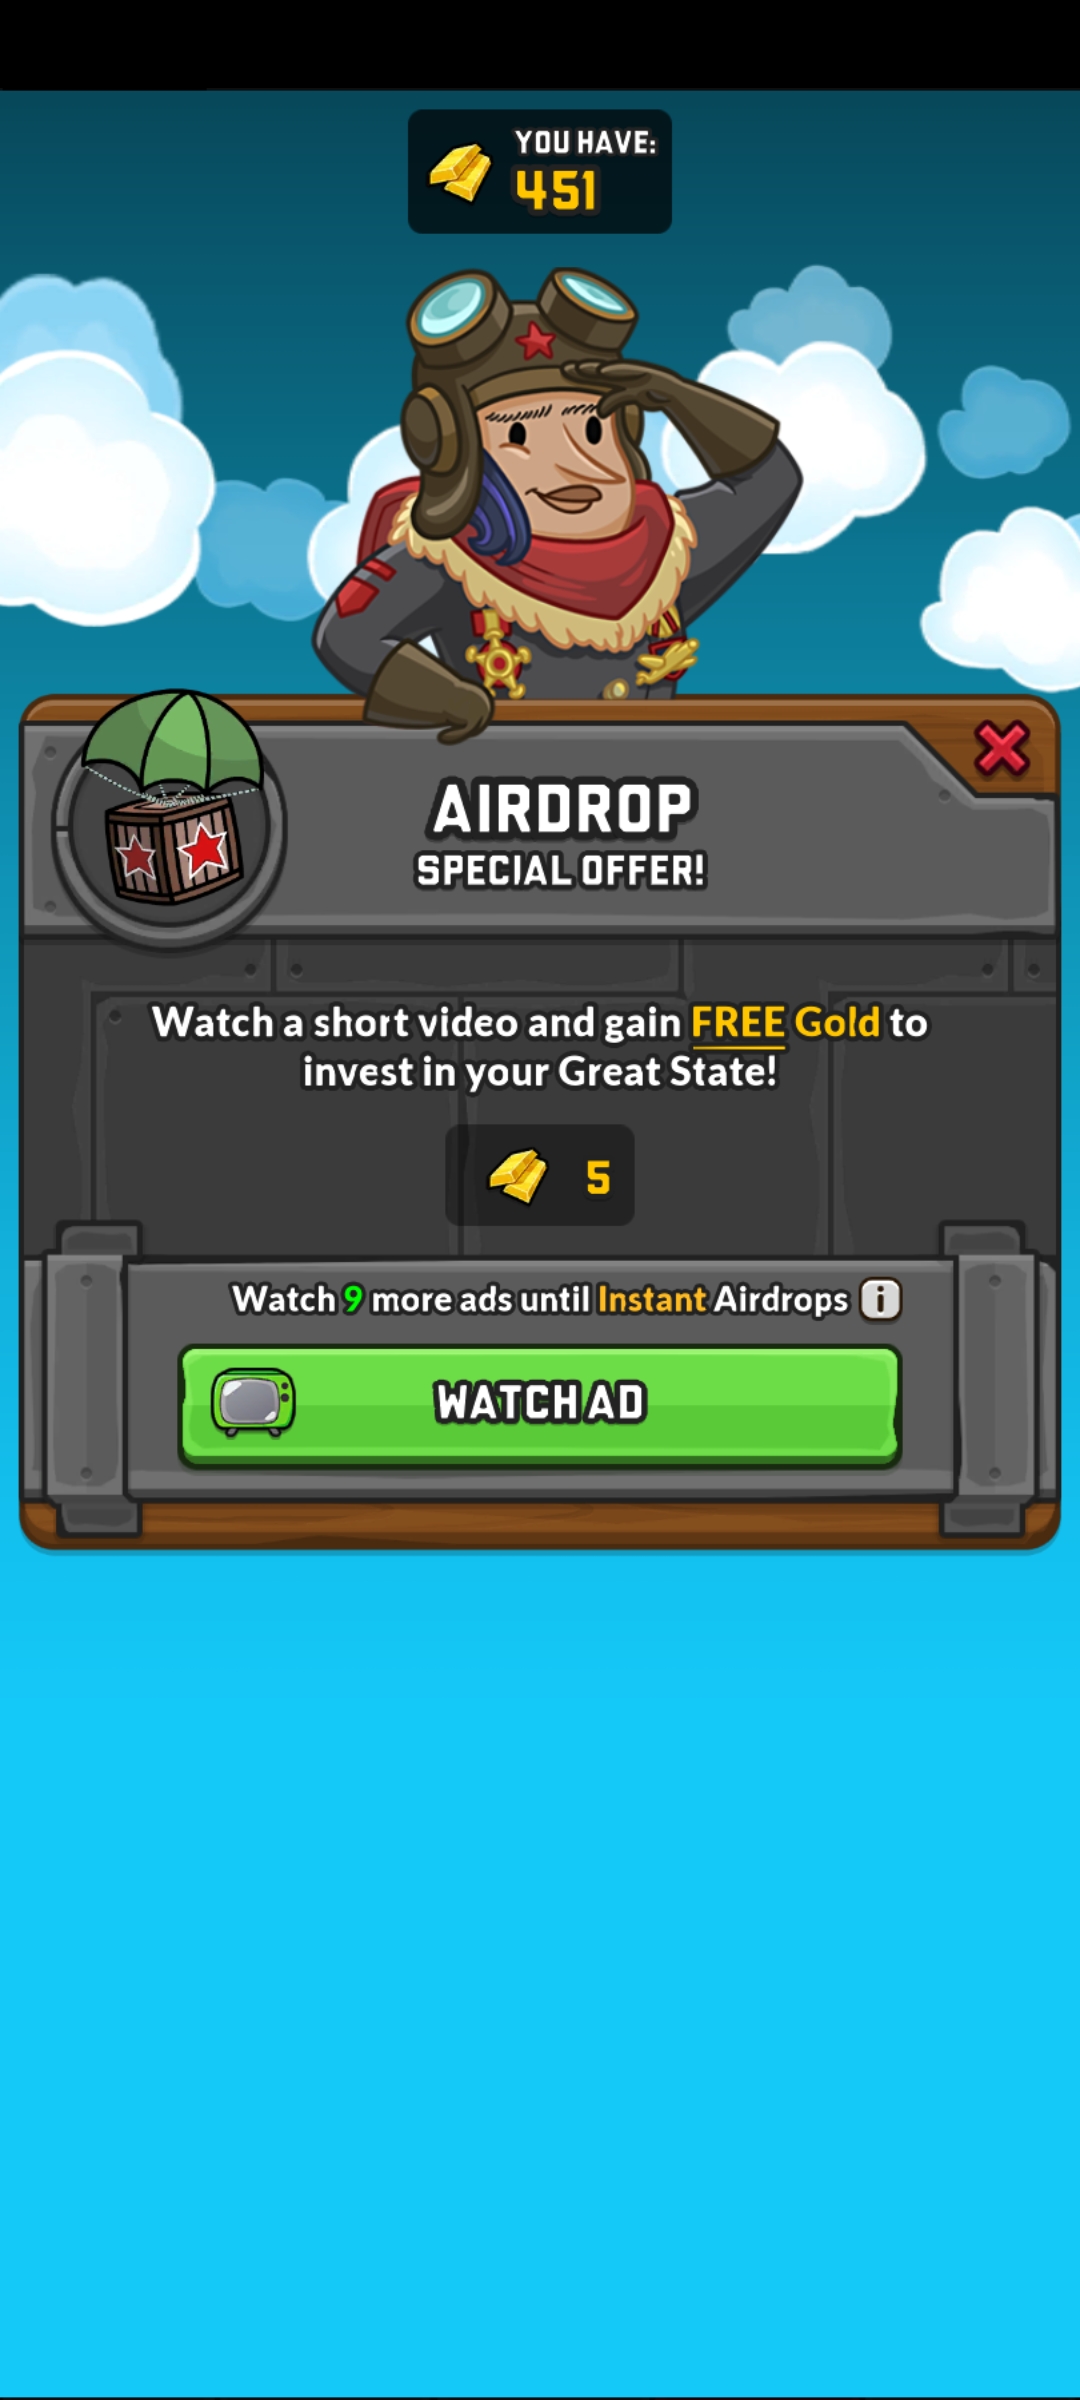 YOU HAVE:
451
AIRDROP
SPECIAL OFFER!
Watch a short video and gain FREE Gold to
invest in your Great State!
5
Watch 9 more ads until Instant Airdrops i
WATCH AD